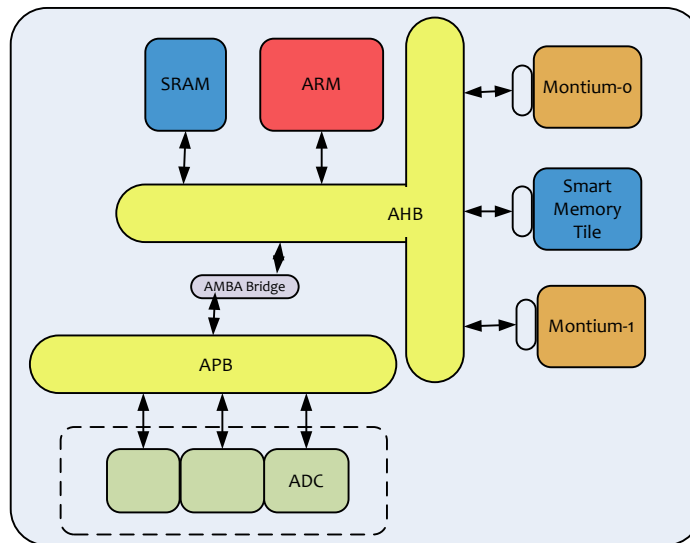 SRAM
ARM
Montium-0
AHB
Smart
Memory
Tile
AMBA Bridge
Montium-1
APB
ADC